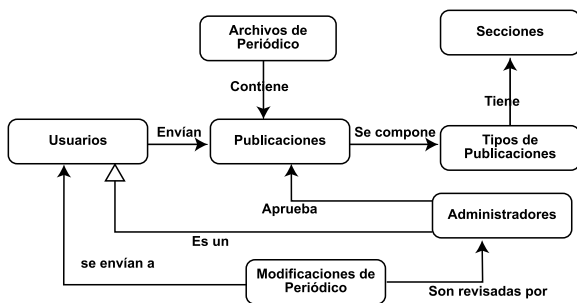 Archivos de
Periódico
Secciones
Contiene
Tiene
Usuarios
Envían
Publicaciones
Se compone
Tipos de
Publicaciones
Aprueba
Administradores
Es un
se envían a
Modificaciones de
Periódico
Son revisadas por